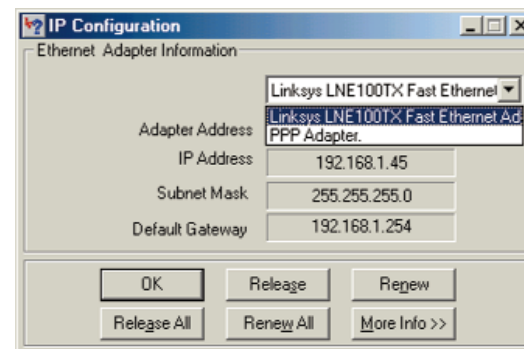 IP Configuration
Ethernet Adapter Information
Linksys LNE100TX Fast Ethernet
Linksys LNE100TX Fast Ethernet Ad
PPP Adapter.
Adapter Address
IP Address 192.168.1.45
Subnet Mask 255.255.255.0
Default Gateway 192.168.1.254
OK Release Renew
Release All Renew All More Info >>